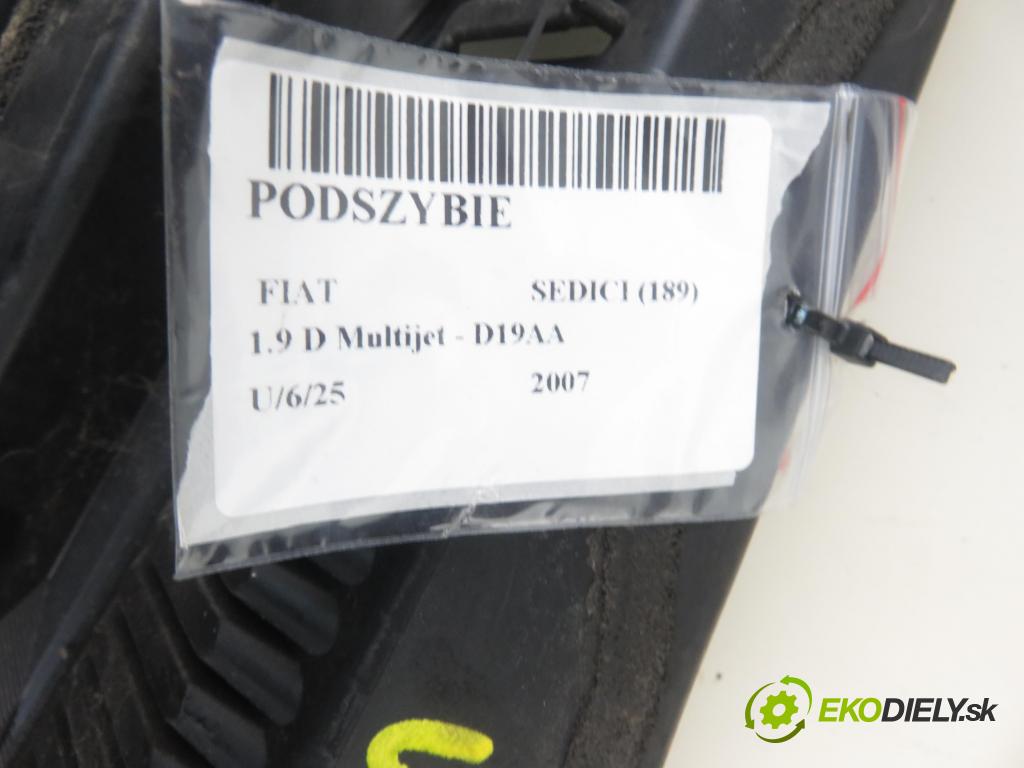 PODSZYBIE
FIAT SEDICI (189)
1.9 D Multijet - D19AA
U/6/25 2007
EKODIELY.sk